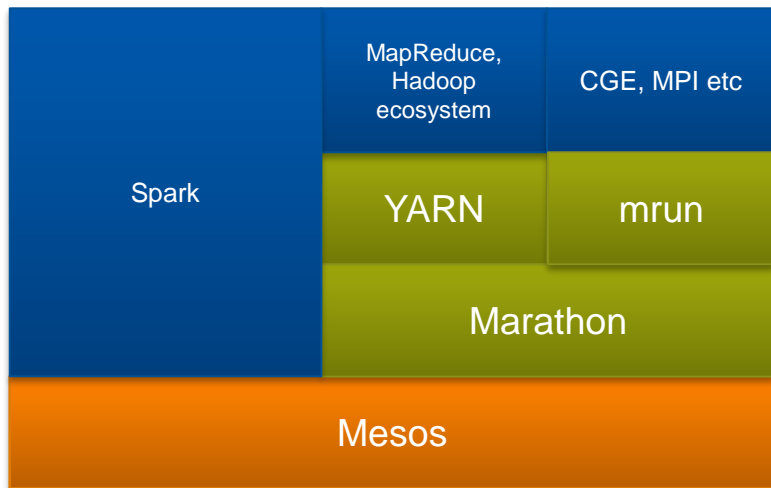 MapReduce,
Hadoop
ecosystem
CGE, MPI etc
Spark
YARN
mrun
Marathon
Mesos